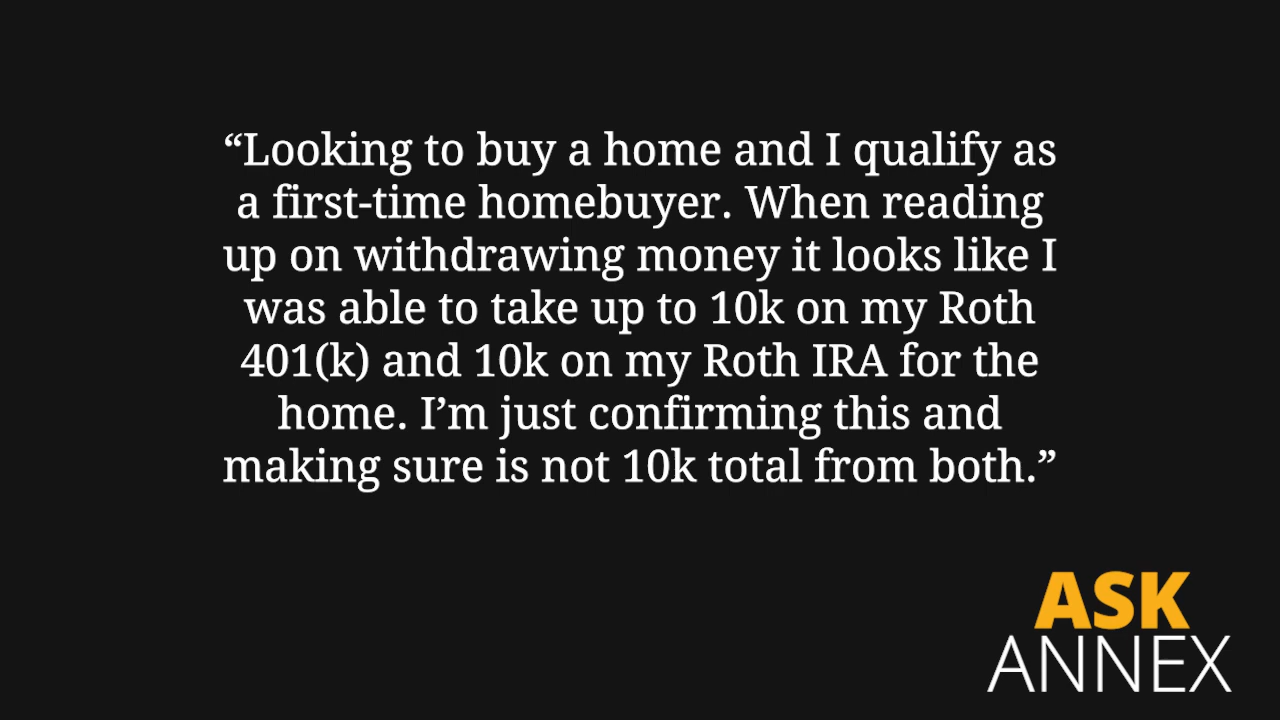 “Looking to buy a home and I qualify as
a first-time homebuyer. When reading
up on withdrawing money it looks like I
was able to take up to 10k on my Roth
401(k) and 10k on my Roth IRA for the
home. I’m just confirming this and
making sure is not 10k total from both.”
ASK
ANNEX